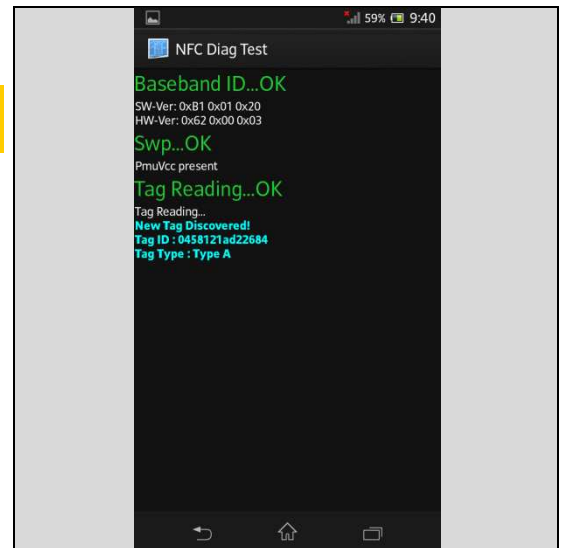 59% 9:40
NFC Diag Test
Baseband ID...OK
SW-Ver: 0xB1 0x01 0x20
HW-Ver: 0x62 0x00 0x03
Swp...OK
PmuVcc present
Tag Reading...OK
Tag Reading...
New Tag Discovered!
Tag ID : 0458121ad22684
Tag Type : Type A